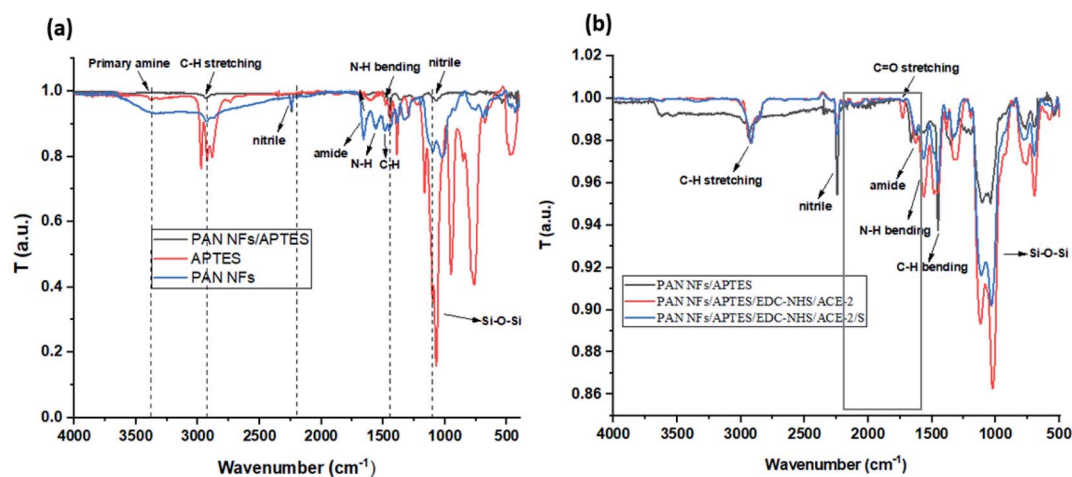 (a)
Primary amine
C-H stretching
N-H bending
nitrile
nitrile
amide
N-H
C-H
PAN NFs/APTES
APTES
PAN NFs
Si-O-Si
T (a.u.)
1.0
0.8
0.6
0.4
0.2
0.0
4000 3500 3000 2500 2000 1500 1000 500
Wavenumber (cm⁻¹)
(b)
C=O stretching
C-H stretching
nitrile
amide
N-H bending
C-H bending
Si-O-Si
PAN NFs/APTES
PAN NFs/APTES/EDC-NHS/ACE-2
PAN NFs/APTES/EDC-NHS/ACE-2/S
T (a.u.)
1.02
1.00
0.98
0.96
0.94
0.92
0.90
0.88
0.86
4000 3500 3000 2500 2000 1500 1000 500
Wavenumber (cm⁻¹)